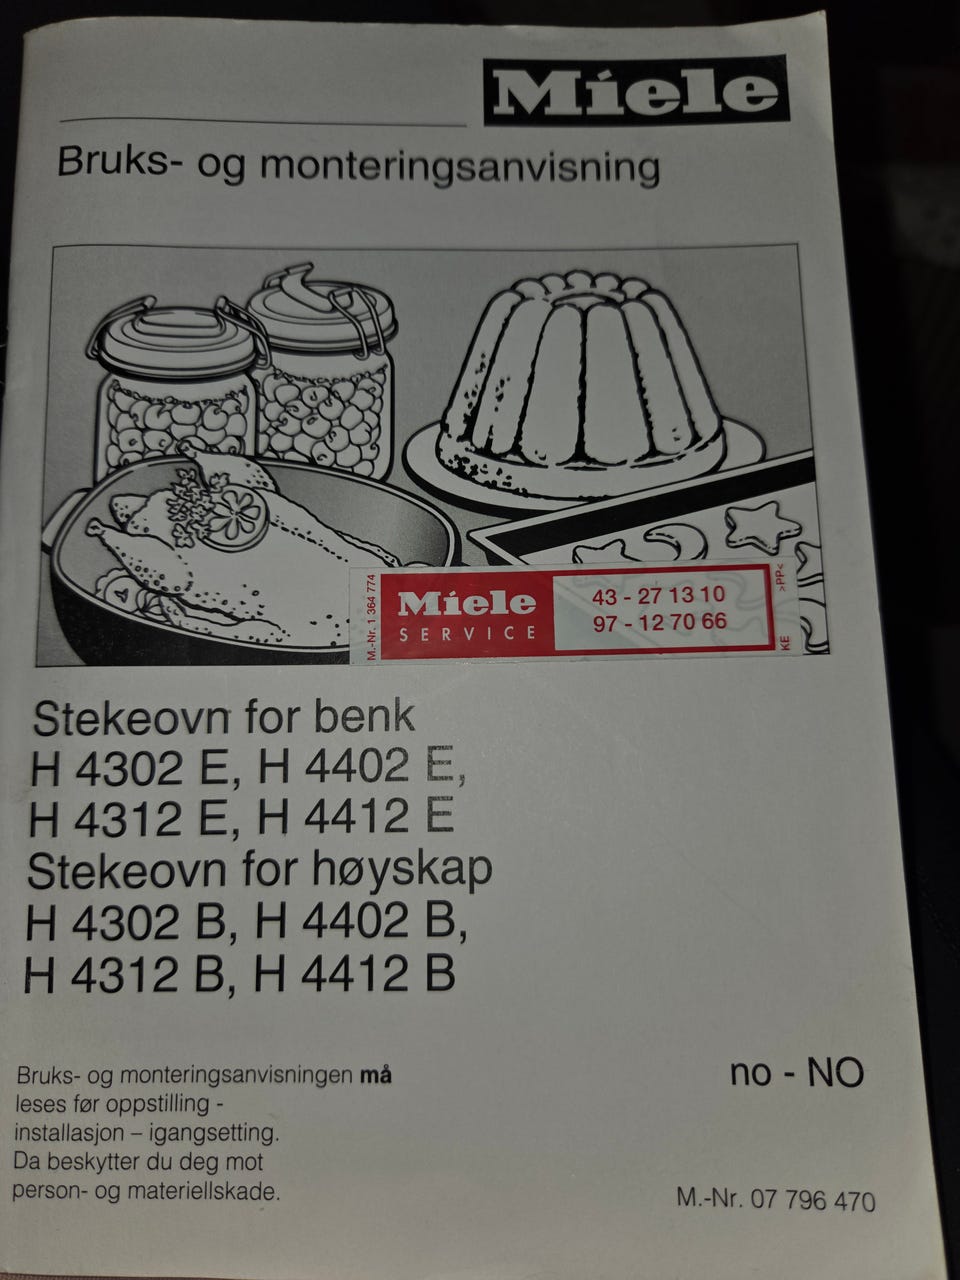 Miele
Bruks- og monteringsanvisning
M.-Nr. 1 364 774
Miele
SERVICE
43 - 27 13 10
97 - 12 70 66
>PP<
KE
Stekeovn for benk
H 4302 E, H 4402 E,
H 4312 E, H 4412 E
Stekeovn for høyskap
H 4302 B, H 4402 B,
H 4312 B, H 4412 B
Bruks- og monteringsanvisningen må
leses før oppstilling -
installasjon – igangsetting.
Da beskytter du deg mot
person- og materiellskade.
no - NO
M.-Nr. 07 796 470